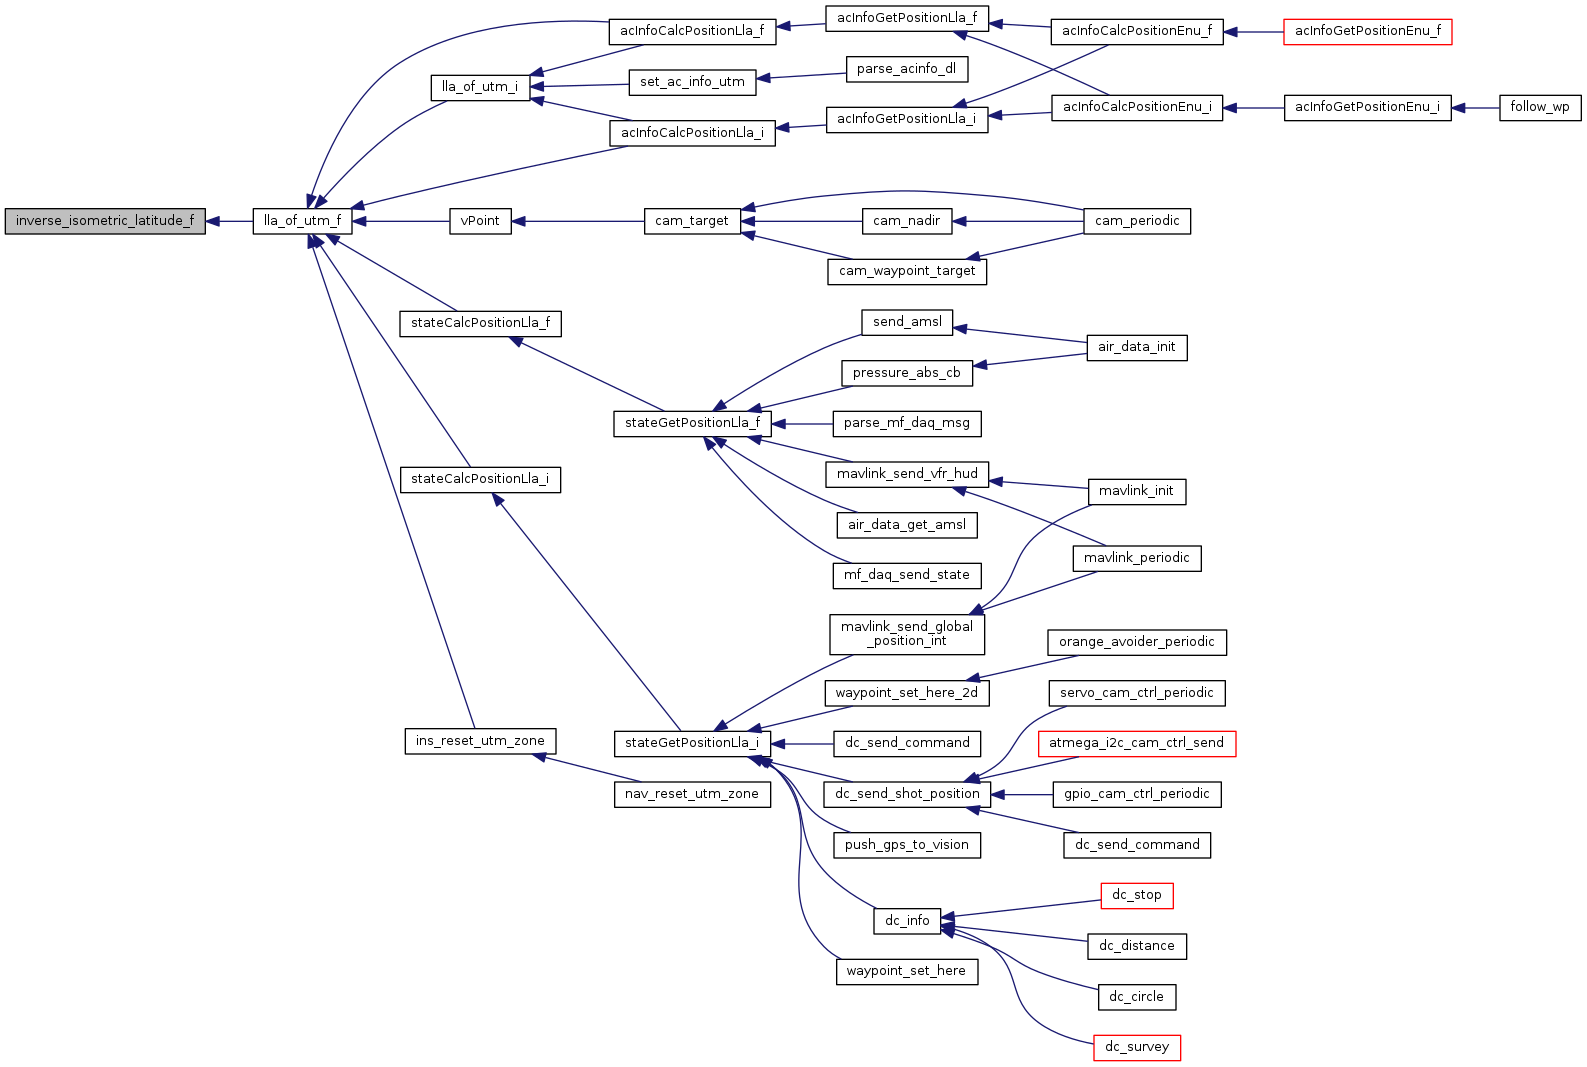 inverse_isometric_latitude_f
lla_of_utm_f
acInfoCalcPositionLla_f
lla_of_utm_i
set_ac_info_utm
acInfoCalcPositionLla_i
acInfoGetPositionLla_f
parse_acinfo_dl
acInfoGetPositionLla_i
acInfoCalcPositionEnu_f
acInfoCalcPositionEnu_i
acInfoGetPositionEnu_f
acInfoGetPositionEnu_i
follow_wp
vPoint
cam_target
cam_nadir
cam_waypoint_target
cam_periodic
stateCalcPositionLla_f
stateGetPositionLla_f
send_amsl
pressure_abs_cb
parse_mf_daq_msg
mavlink_send_vfr_hud
air_data_get_amsl
mf_daq_send_state
air_data_init
mavlink_init
mavlink_periodic
stateCalcPositionLla_i
stateGetPositionLla_i
mavlink_send_global
_position_int
waypoint_set_here_2d
dc_send_command
dc_send_shot_position
push_gps_to_vision
dc_info
waypoint_set_here
orange_avoider_periodic
servo_cam_ctrl_periodic
atmega_i2c_cam_ctrl_send
gpio_cam_ctrl_periodic
dc_send_command
dc_stop
dc_distance
dc_circle
dc_survey
ins_reset_utm_zone
nav_reset_utm_zone